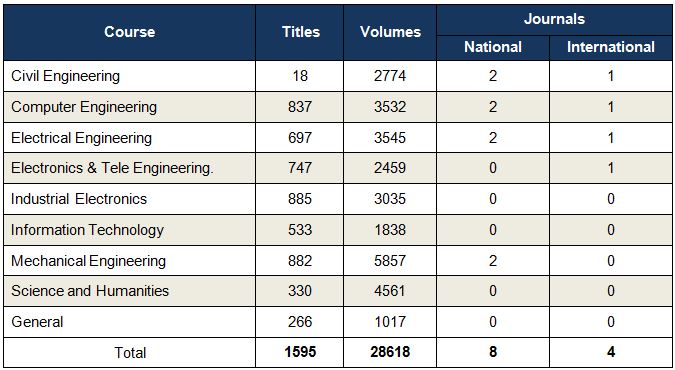 Course Titles Volumes Journals
National International
Civil Engineering 18 2774 2 1
Computer Engineering 837 3532 2 1
Electrical Engineering 697 3545 2 1
Electronics & Tele Engineering. 747 2459 0 1
Industrial Electronics 885 3035 0 0
Information Technology 533 1838 0 0
Mechanical Engineering 882 5857 2 0
Science and Humanities 330 4561 0 0
General 266 1017 0 0
Total 1595 28618 8 4